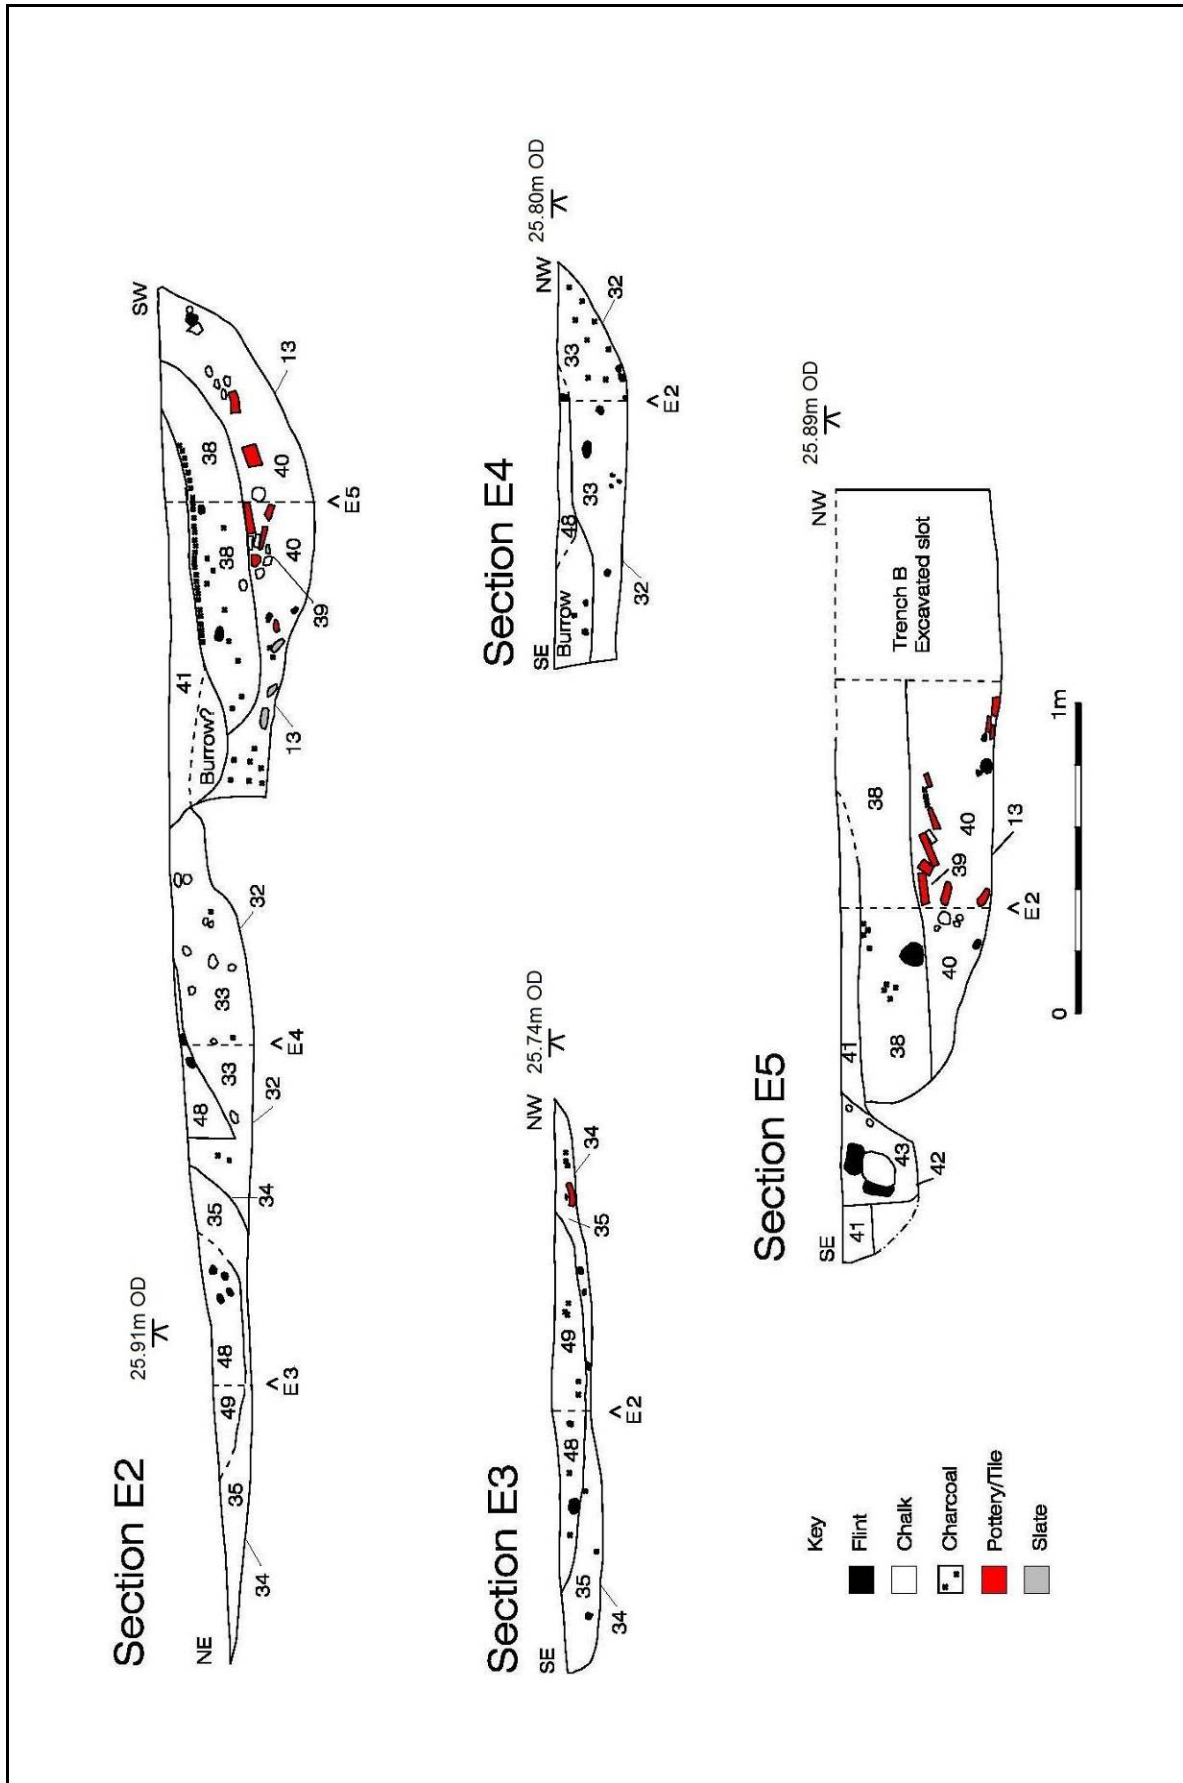 Section E2
25.91m OD
NE
SW
34
35
49
48
35
34
48
33
33
32
32
41
Burrow?
38
38
40
40
39
13
13
E3
E4
E5
Section E3
25.74m OD
SE
NW
35
48
49
35
34
34
E2
Section E4
25.80m OD
SE
NW
Burrow
48
33
33
32
32
E2
Section E5
25.89m OD
SE
NW
41
43
42
41
38
38
40
40
39
13
E2
Trench B
Excavated slot
0
1m
Key
Flint
Chalk
Charcoal
Pottery/Tile
Slate